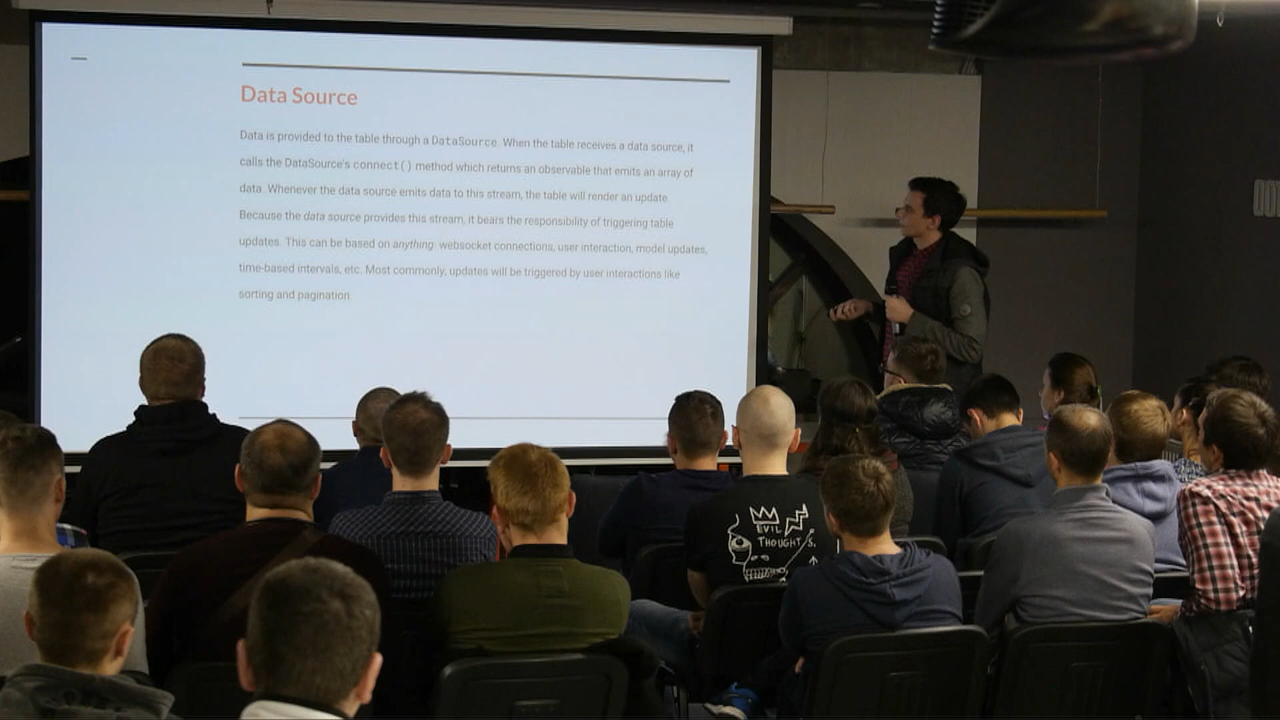 Data Source
Data is provided to the table through a DataSource. When the table receives a data source, it
calls the DataSource's connect() method which returns an observable that emits an array of
data. Whenever the data source emits data to this stream, the table will render an update.
Because the data source provides this stream, it bears the responsibility of triggering table
updates. This can be based on anything: websocket connections, user interaction, model updates,
time-based intervals, etc. Most commonly, updates will be triggered by user interactions like
sorting and pagination.
EVIL
THOUGHTS.